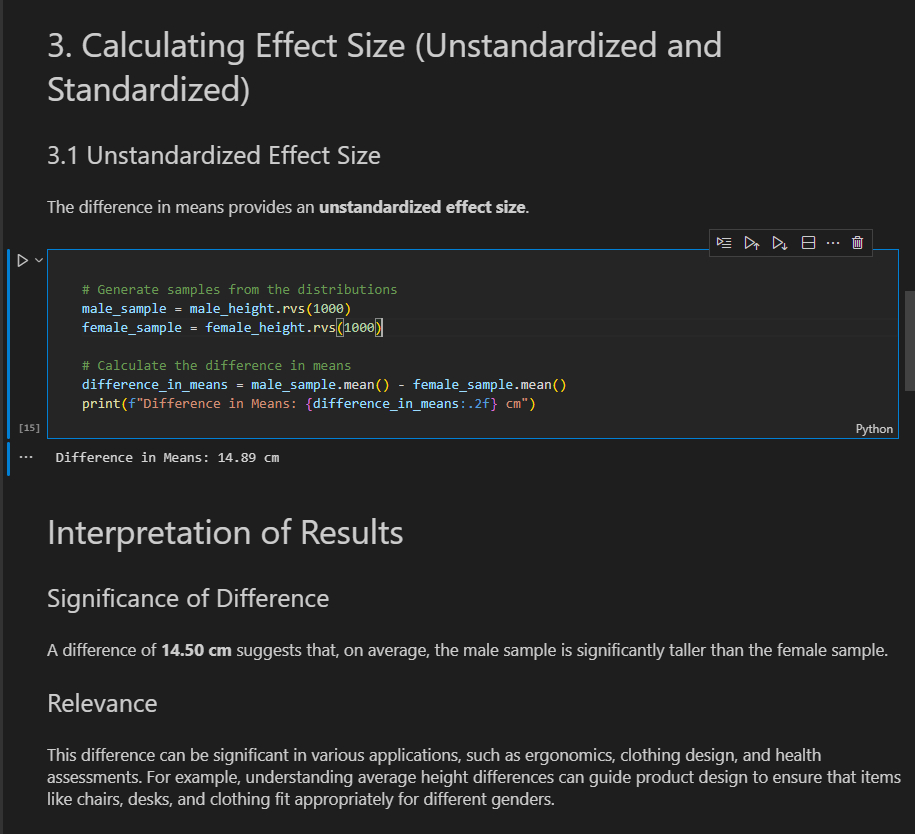 3. Calculating Effect Size (Unstandardized and
Standardized)
3.1 Unstandardized Effect Size
The difference in means provides an unstandardized effect size.
# Generate samples from the distributions
male_sample = male_height.rvs(1000)
female_sample = female_height.rvs(1000)
# Calculate the difference in means
difference_in_means = male_sample.mean() - female_sample.mean()
print(f"Difference in Means: {difference_in_means:.2f} cm")
[15]
Python
Difference in Means: 14.89 cm
Interpretation of Results
Significance of Difference
A difference of 14.50 cm suggests that, on average, the male sample is significantly taller than the female sample.
Relevance
This difference can be significant in various applications, such as ergonomics, clothing design, and health
assessments. For example, understanding average height differences can guide product design to ensure that items
like chairs, desks, and clothing fit appropriately for different genders.